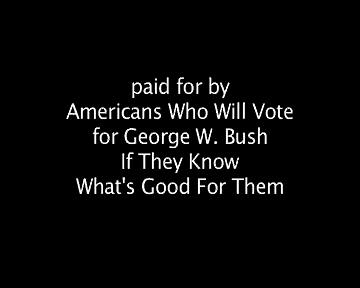 paid for by
Americans Who Will Vote
for George W. Bush
If They Know
What's Good For Them